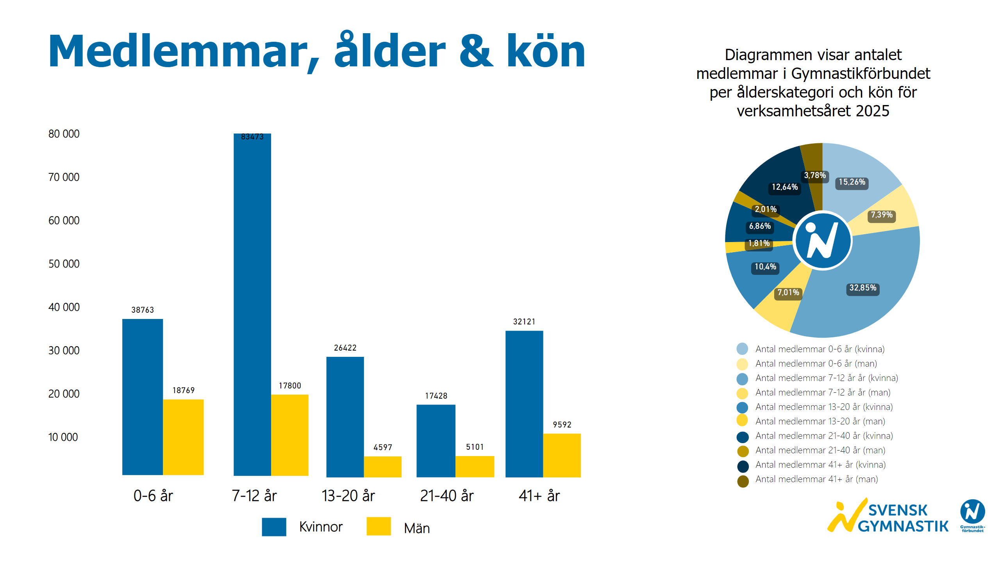 Medlemmar, ålder & kön
Diagrammen visar antalet
medlemmar i Gymnastikförbundet
per ålderskategori och kön för
verksamhetsåret 2025
80 000
70 000
60 000
50 000
40 000
30 000
20 000
10 000
38763
18769
83473
17800
26422
4597
17428
5101
32121
9592
0-6 år
7-12 år
13-20 år
21-40 år
41+ år
Kvinnor
Män
3,78%
15,26%
12,64%
2,01%
7,39%
6,86%
1,81%
10,4%
32,85%
7,01%
Antal medlemmar 0-6 år (kvinna)
Antal medlemmar 0-6 år (man)
Antal medlemmar 7-12 år år (kvinna)
Antal medlemmar 7-12 år år (man)
Antal medlemmar 13-20 år (kvinna)
Antal medlemmar 13-20 år (man)
Antal medlemmar 21-40 år (kvinna)
Antal medlemmar 21-40 år (man)
Antal medlemmar 41+ år (kvinna)
Antal medlemmar 41+ år (man)
SVENSK
GYMNASTIK
Gymnastik-
förbundet